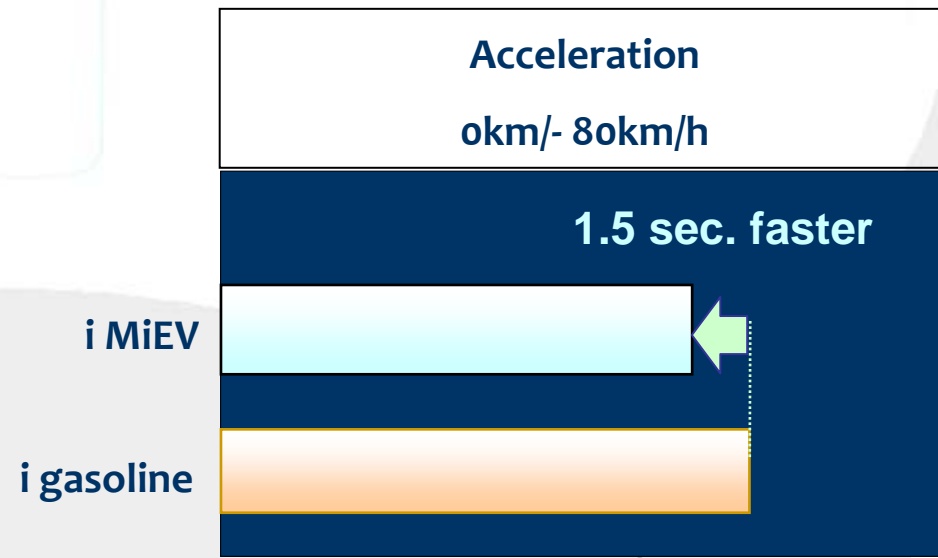 Acceleration
0km/- 80km/h
1.5 sec. faster
i MiEV
i gasoline